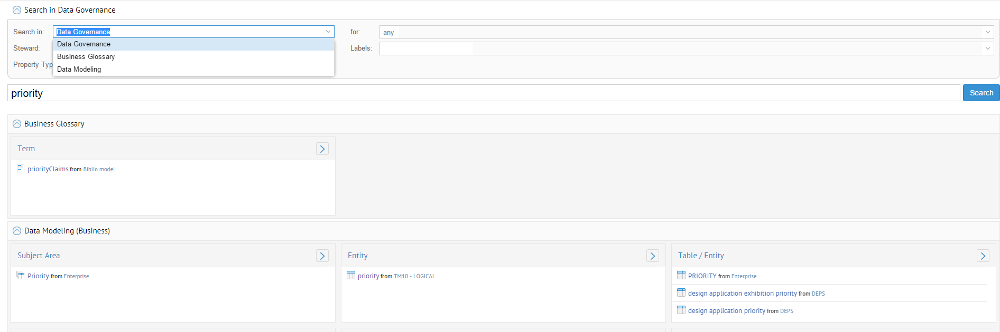 Search in Data Governance
Search in: Data Governance for: any
Data Governance
Steward: Labels:
Business Glossary
Property Typ
Data Modeling
priority Search
Business Glossary
Term
priorityClaims from Biblio model
Data Modeling (Business)
Subject Area Entity Table / Entity
Priority from Enterprise priority from TM10 - LOGICAL PRIORITY from Enterprise
design application exhibition priority from DEPS
design application priority from DEPS